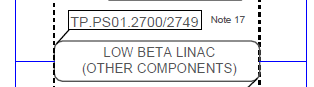 TP.PS01.2700/2749 Note 17
LOW BETA LINAC
(OTHER COMPONENTS)